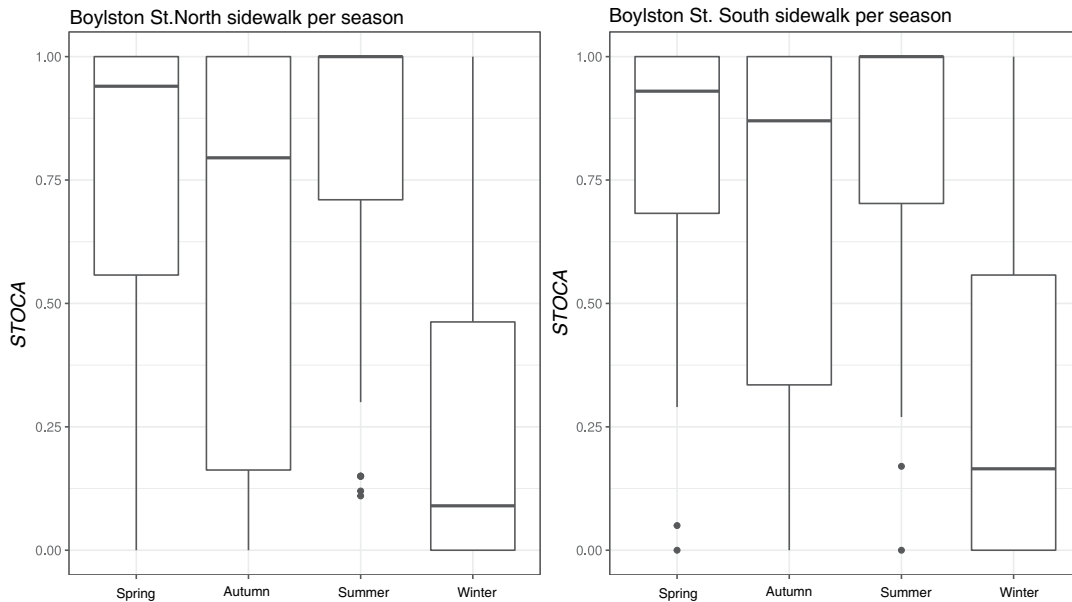 Boylston St.North sidewalk per season
1.00
0.75
0.50
0.25
0.00
STOCA
Spring Autumn Summer Winter
Boylston St. South sidewalk per season
1.00
0.75
0.50
0.25
0.00
STOCA
Spring Autumn Summer Winter